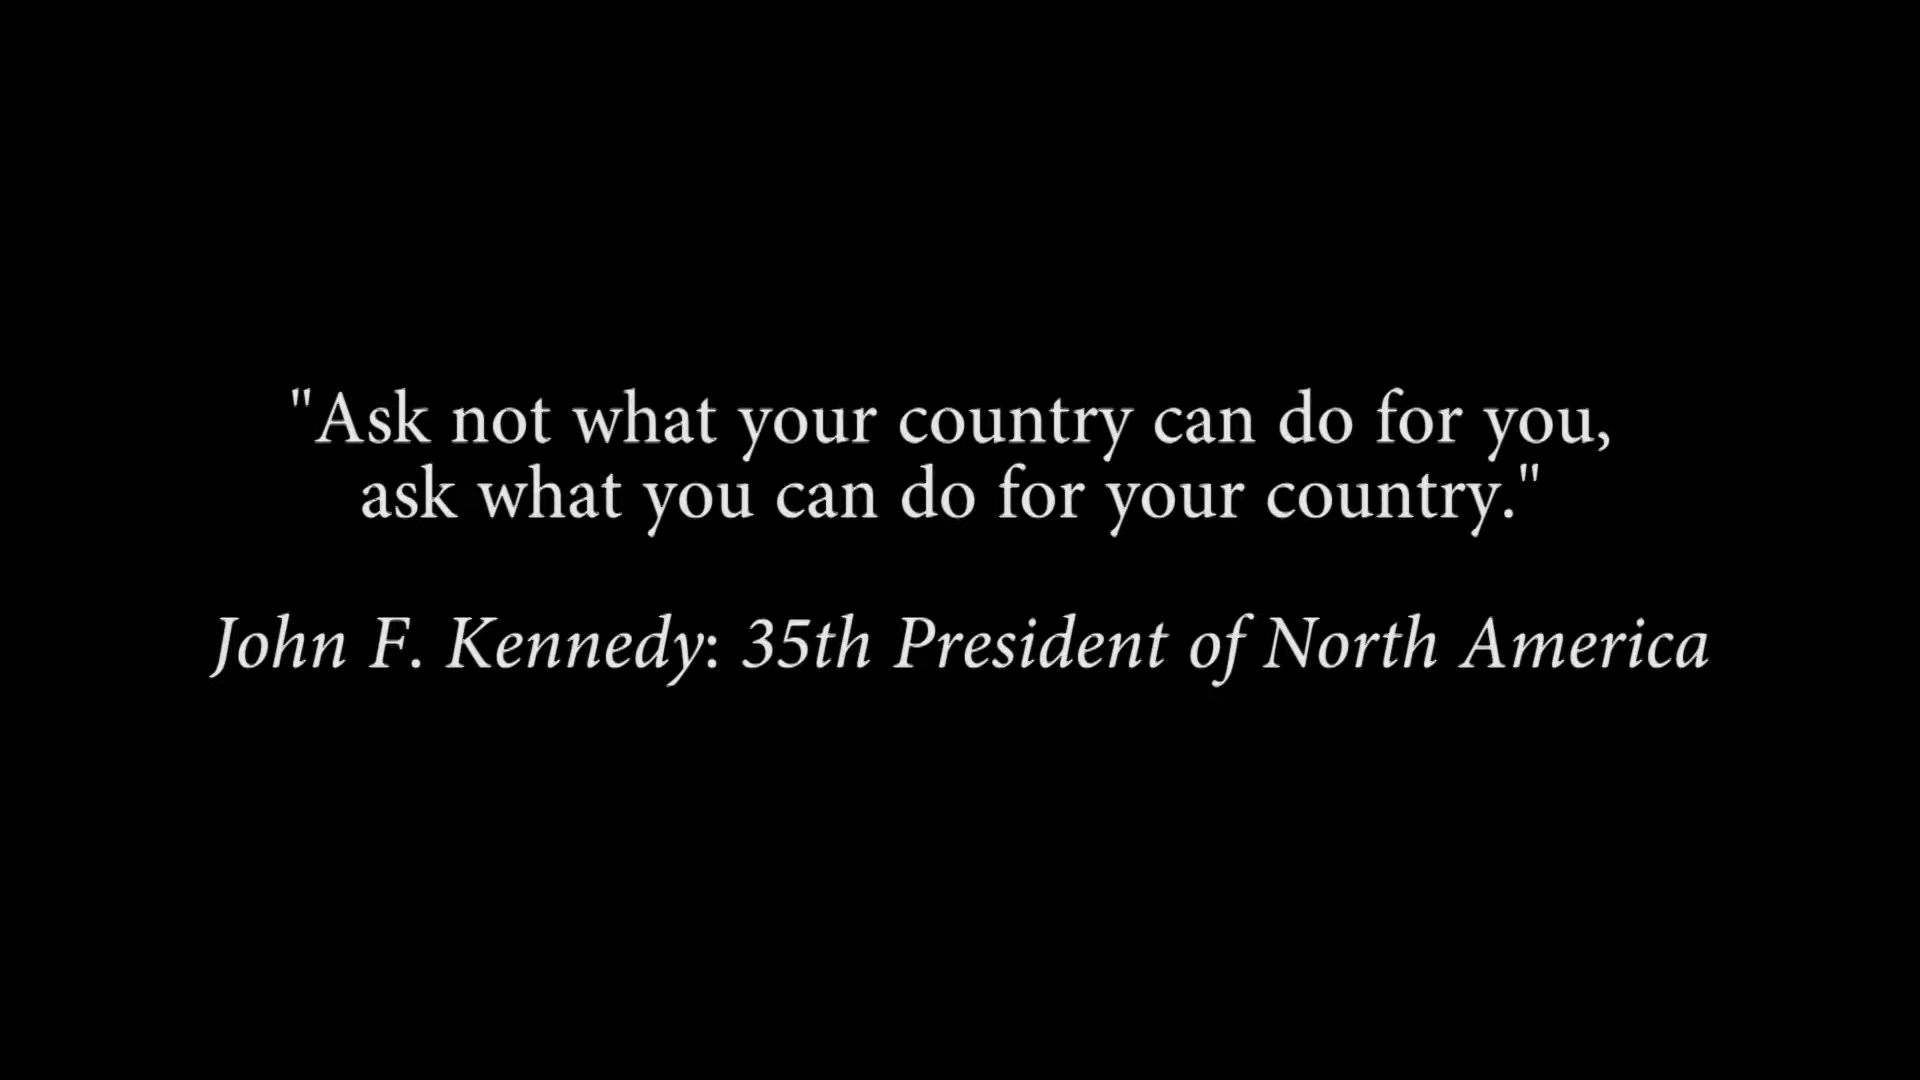 "Ask not what your country can do for you,
ask what you can do for your country."
John F. Kennedy: 35th President of North America